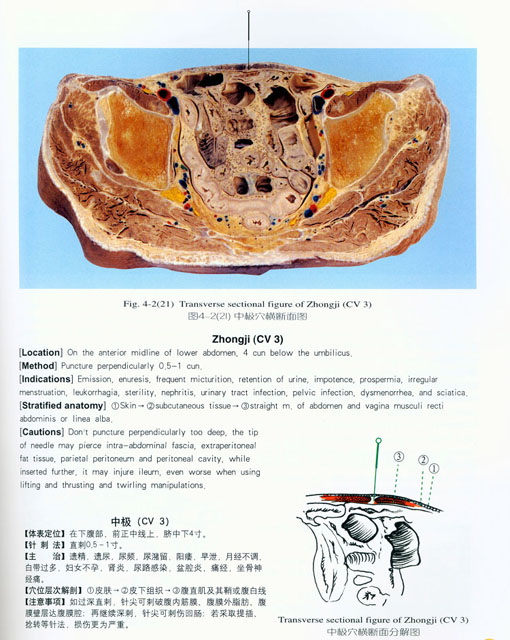 Fig. 4-2(21) Transverse sectional figure of Zhongji (CV 3)
图4-2(21) 中极穴横断面图
Zhongji (CV 3)
[Location] On the anterior midline of lower abdomen, 4 cun below the umbilicus.
[Method] Puncture perpendicularly 0.5-1 cun.
[Indications] Emission, enuresis, frequent micturition, retention of urine, impotence, prospermia, irregular
menstruation, leukorrhagia, sterility, nephritis, urinary tract infection, pelvic infection, dysmenorrhea, and sciatica.
[Stratified anatomy] ①Skin→②subcutaneous tissue→③straight m. of abdomen and vagina musculi recti
abdominis or linea alba.
[Cautions] Don't puncture perpendicularly too deep, the tip
of needle may pierce intra-abdominal fascia, extraperitoneal
fat tissue, parietal peritoneum and peritoneal cavity, while
inserted further, it may injure ileum, even worse when using
lifting and thrusting and twirling manipulations.
③ ② ①
中极 (CV 3)
【体表定位】在下腹部，前正中线上，脐中下4寸。
【针刺法】直刺0.5-1寸。
【主治】遗精、遗尿、尿频、尿潴留、阳痿、早泄、月经不调、
白带过多、妇女不孕、肾炎、尿路感染、盆腔炎、痛经、坐骨神
经痛。
【穴位层次解剖】①皮肤→②皮下组织→③腹直肌及其鞘或腹白线
【注意事项】如过深直刺，针尖可刺破腹内筋膜、腹膜外脂肪、腹
膜壁层达腹膜腔；再继续深刺，针尖可刺伤回肠；若采取提插、
捻转等针法，损伤更为严重。
Transverse sectional figure of Zhongji (CV 3)
中极穴横断面分解图